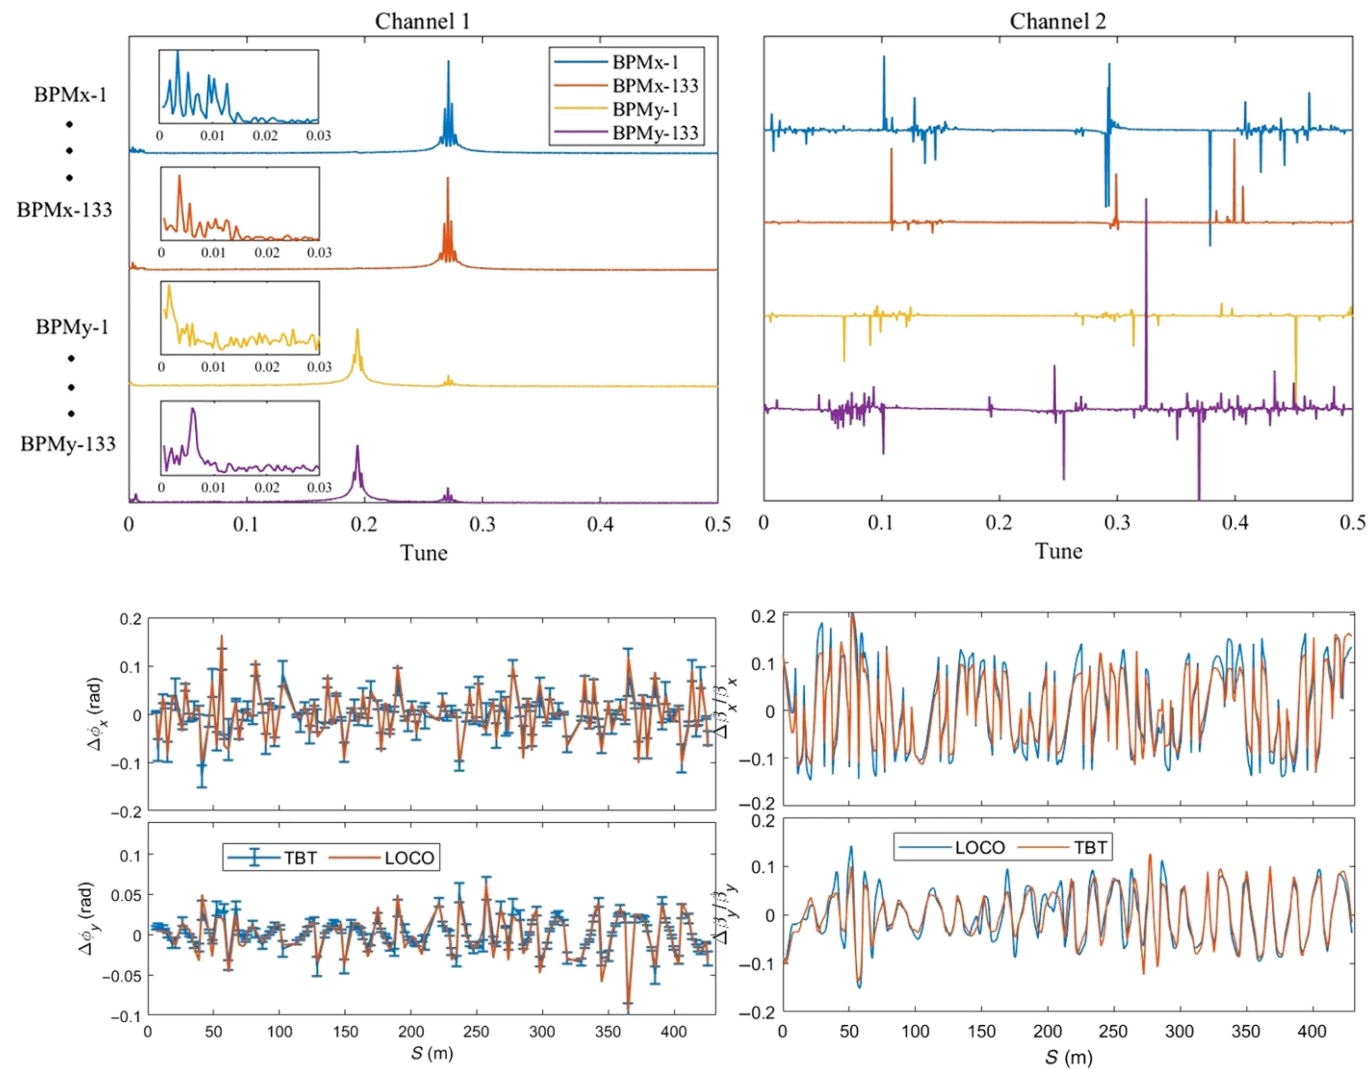 Channel 1
BPMx-1
BPMx-133
BPMy-1
BPMy-133
BPMx-1
BPMx-133
BPMy-1
BPMy-133
0 0.01 0.02 0.03
0 0.01 0.02 0.03
0 0.01 0.02 0.03
0 0.01 0.02 0.03
0 0.1 0.2 0.3 0.4 0.5
Tune
Channel 2
0 0.1 0.2 0.3 0.4 0.5
Tune
0.2
0.1
0
−0.1
−0.2
Δϕx (rad)
0.1
0.05
0
−0.05
−0.1
Δϕy (rad)
TBT LOCO
0 50 100 150 200 250 300 350 400
S (m)
0.2
0.1
0
−0.1
−0.2
Δβx/βx
0.2
0.1
0
−0.1
−0.2
Δβy/βy
LOCO TBT
0 50 100 150 200 250 300 350 400
S (m)